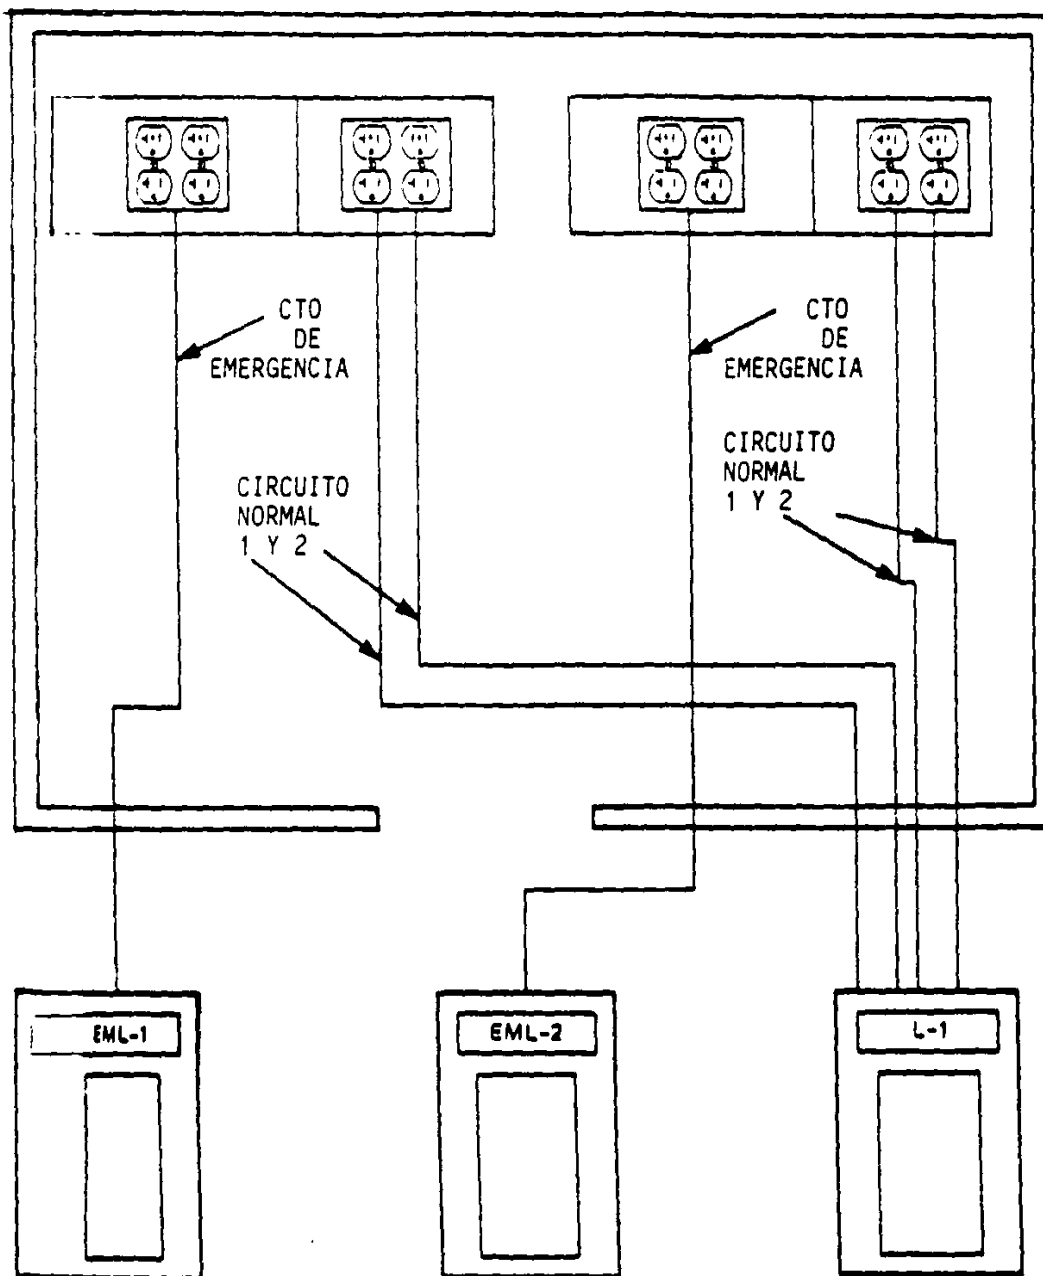 CTO
DE
EMERGENCIA
CTO
DE
EMERGENCIA
CIRCUITO
NORMAL
1 Y 2
CIRCUITO
NORMAL
1 Y 2
EML-1
EML-2
L-1